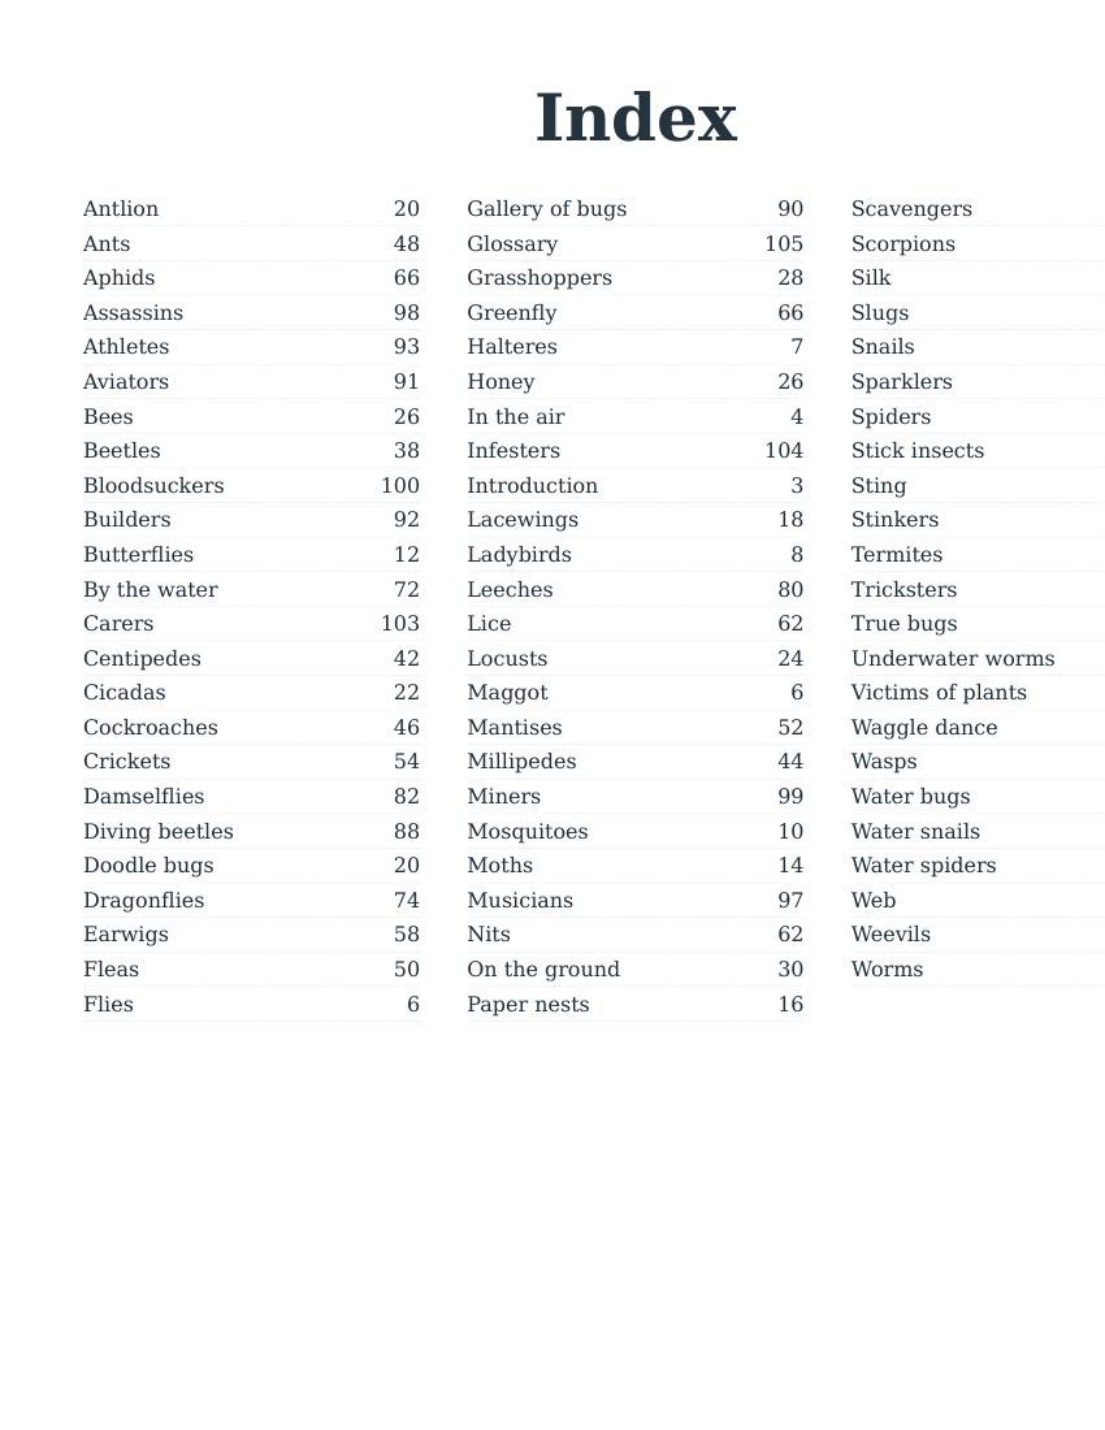 Index
Antlion 20
Ants 48
Aphids 66
Assassins 98
Athletes 93
Aviators 91
Bees 26
Beetles 38
Bloodsuckers 100
Builders 92
Butterflies 12
By the water 72
Carers 103
Centipedes 42
Cicadas 22
Cockroaches 46
Crickets 54
Damselflies 82
Diving beetles 88
Doodle bugs 20
Dragonflies 74
Earwigs 58
Fleas 50
Flies 6
Gallery of bugs 90
Glossary 105
Grasshoppers 28
Greenfly 66
Halteres 7
Honey 26
In the air 4
Infesters 104
Introduction 3
Lacewings 18
Ladybirds 8
Leeches 80
Lice 62
Locusts 24
Maggot 6
Mantises 52
Millipedes 44
Miners 99
Mosquitoes 10
Moths 14
Musicians 97
Nits 62
On the ground 30
Paper nests 16
Scavengers
Scorpions
Silk
Slugs
Snails
Sparklers
Spiders
Stick insects
Sting
Stinkers
Termites
Tricksters
True bugs
Underwater worms
Victims of plants
Waggle dance
Wasps
Water bugs
Water snails
Water spiders
Web
Weevils
Worms